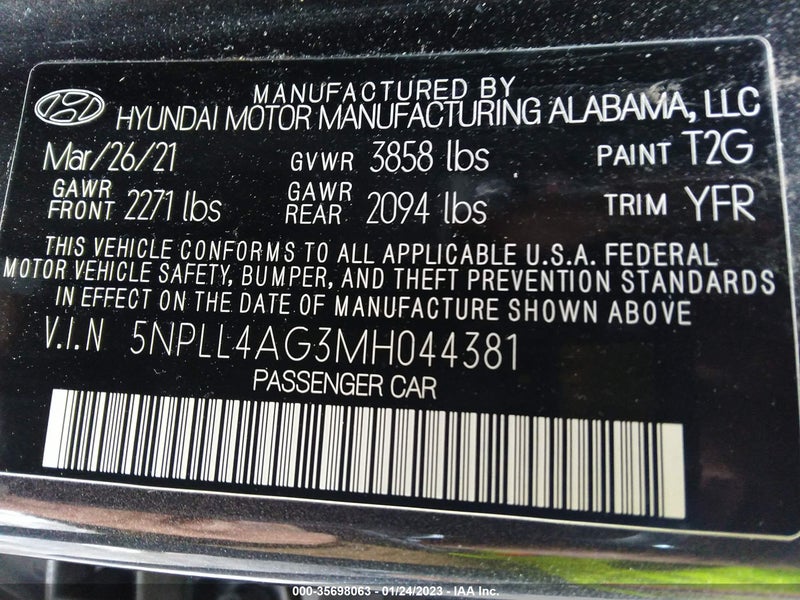 MANUFACTURED BY
HYUNDAI MOTOR MANUFACTURING ALABAMA, LLC
Mar/26/21 GVWR 3858 lbs PAINT T2G
GAWR FRONT 2271 lbs GAWR REAR 2094 lbs TRIM YFR
THIS VEHICLE CONFORMS TO ALL APPLICABLE U.S.A. FEDERAL
MOTOR VEHICLE SAFETY, BUMPER, AND THEFT PREVENTION STANDARDS
IN EFFECT ON THE DATE OF MANUFACTURE SHOWN ABOVE
V.I.N 5NPLL4AG3MH044381
PASSENGER CAR
000-35698063 - 01/24/2023 - IAA Inc.